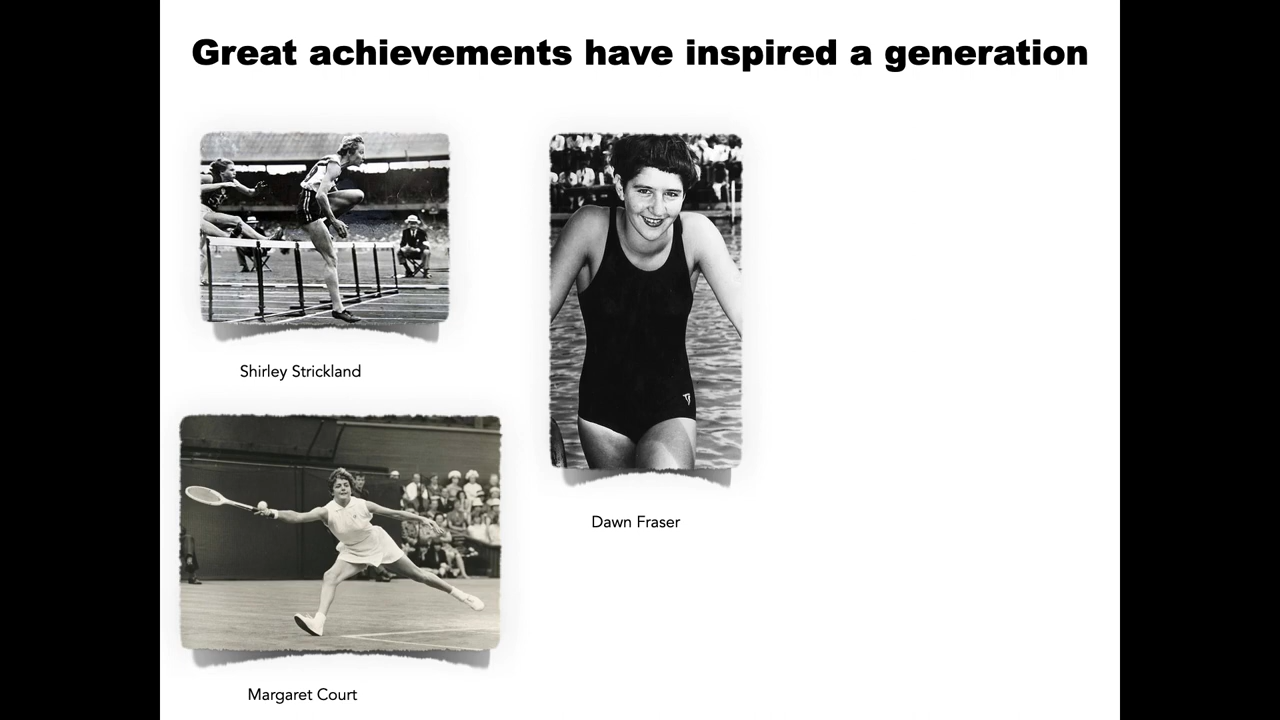 Great achievements have inspired a generation
Shirley Strickland
Dawn Fraser
Margaret Court